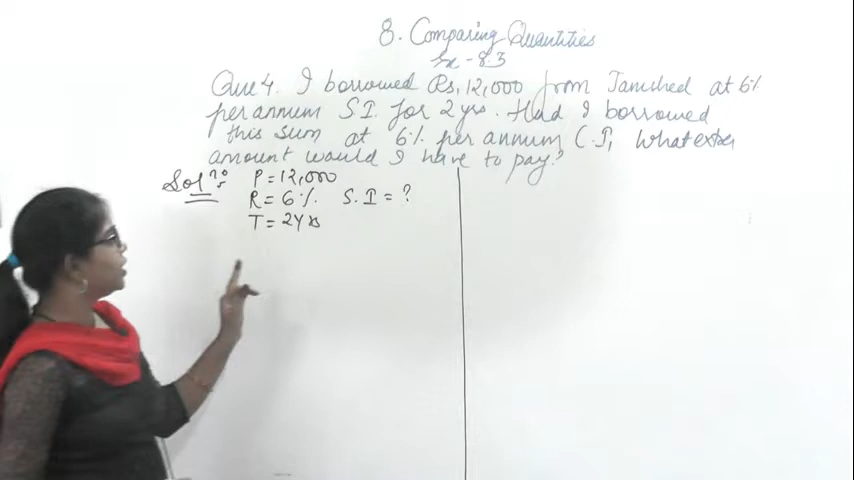 8. Comparing Quantities
Ex - 8.3
Que 4. I borrowed Rs, 12,000 from Jamshed at 6%
per annum S I. for 2 yrs. Had I borrowed
this sum at 6% per annum C.I, What extra
amount would I have to pay?
Solⁿ:- P = 12,000
R = 6% S.I = ?
T = 2 Yrs